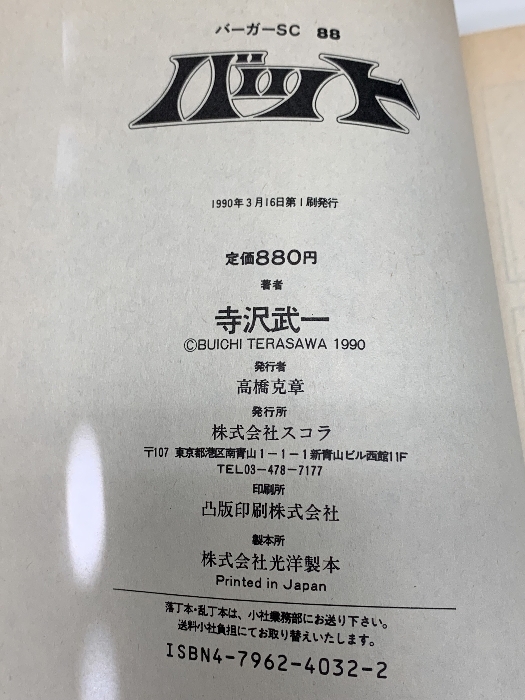 バーガーSC 88
バット
1990年3月16日第1刷発行
定価880円
著者
寺沢武一
©BUICHI TERASAWA 1990
発行者
高橋克章
発行所
株式会社スコラ
〒107 東京都港区南青山1-1-1新青山ビル西館11F
TEL03-478-7177
印刷所
凸版印刷株式会社
製本所
株式会社光洋製本
Printed in Japan
落丁本・乱丁本は、小社業務部にお送り下さい。
送料小社負担にてお取り替えいたします。
ISBN4-7962-4032-2